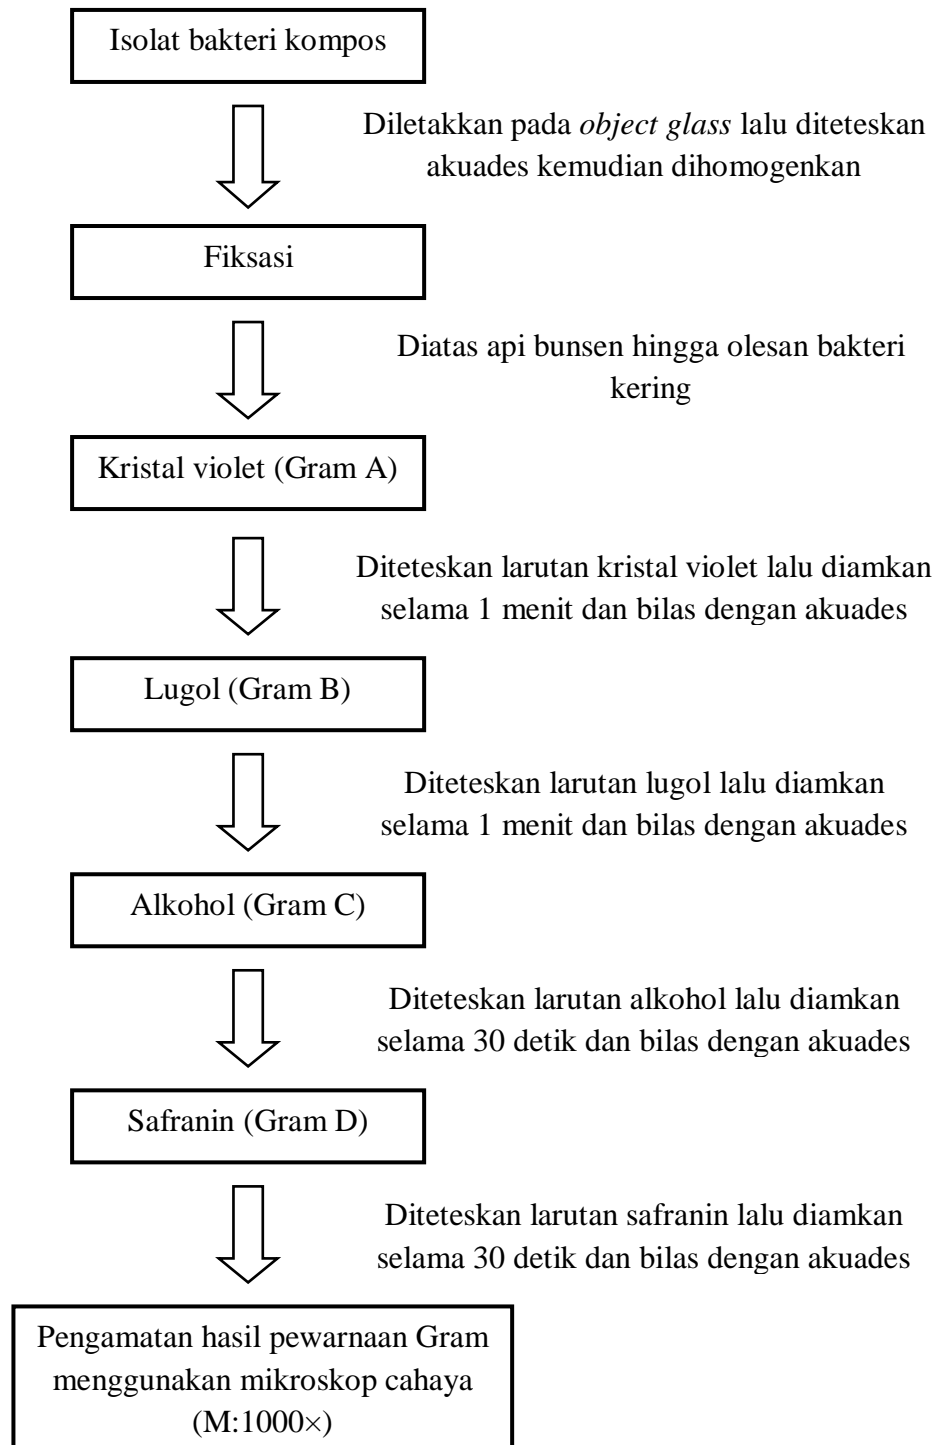 Isolat bakteri kompos
Diletakkan pada object glass lalu diteteskan
akuades kemudian dihomogenkan
Fiksasi
Diatas api bunsen hingga olesan bakteri
kering
Kristal violet (Gram A)
Diteteskan larutan kristal violet lalu diamkan
selama 1 menit dan bilas dengan akuades
Lugol (Gram B)
Diteteskan larutan lugol lalu diamkan
selama 1 menit dan bilas dengan akuades
Alkohol (Gram C)
Diteteskan larutan alkohol lalu diamkan
selama 30 detik dan bilas dengan akuades
Safranin (Gram D)
Diteteskan larutan safranin lalu diamkan
selama 30 detik dan bilas dengan akuades
Pengamatan hasil pewarnaan Gram
menggunakan mikroskop cahaya
(M:1000×)